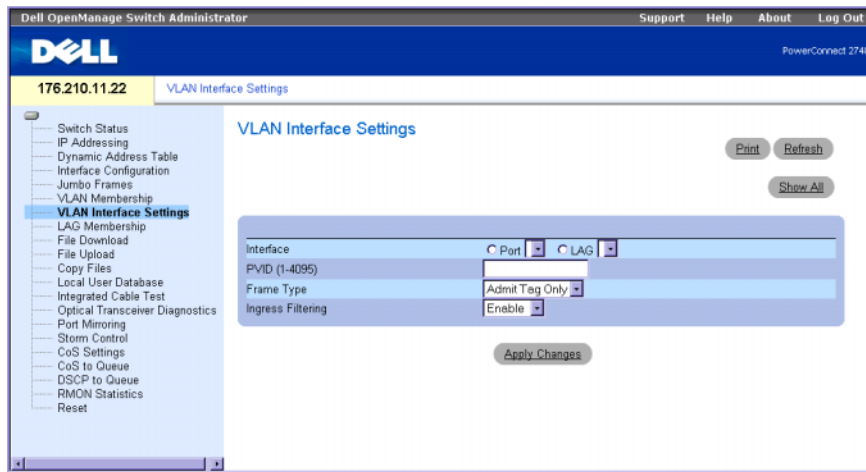 Dell OpenManage Switch Administrator
Support Help About Log Out
DELL
PowerConnect 2748
176.210.11.22
VLAN Interface Settings
Switch Status
IP Addressing
Dynamic Address Table
Interface Configuration
Jumbo Frames
VLAN Membership
VLAN Interface Settings
LAG Membership
File Download
File Upload
Copy Files
Local User Database
Integrated Cable Test
Optical Transceiver Diagnostics
Port Mirroring
Storm Control
CoS Settings
CoS to Queue
DSCP to Queue
RMON Statistics
Reset
VLAN Interface Settings
Print Refresh
Show All
Interface Port LAG
PVID (1-4095)
Frame Type Admit Tag Only
Ingress Filtering Enable
Apply Changes